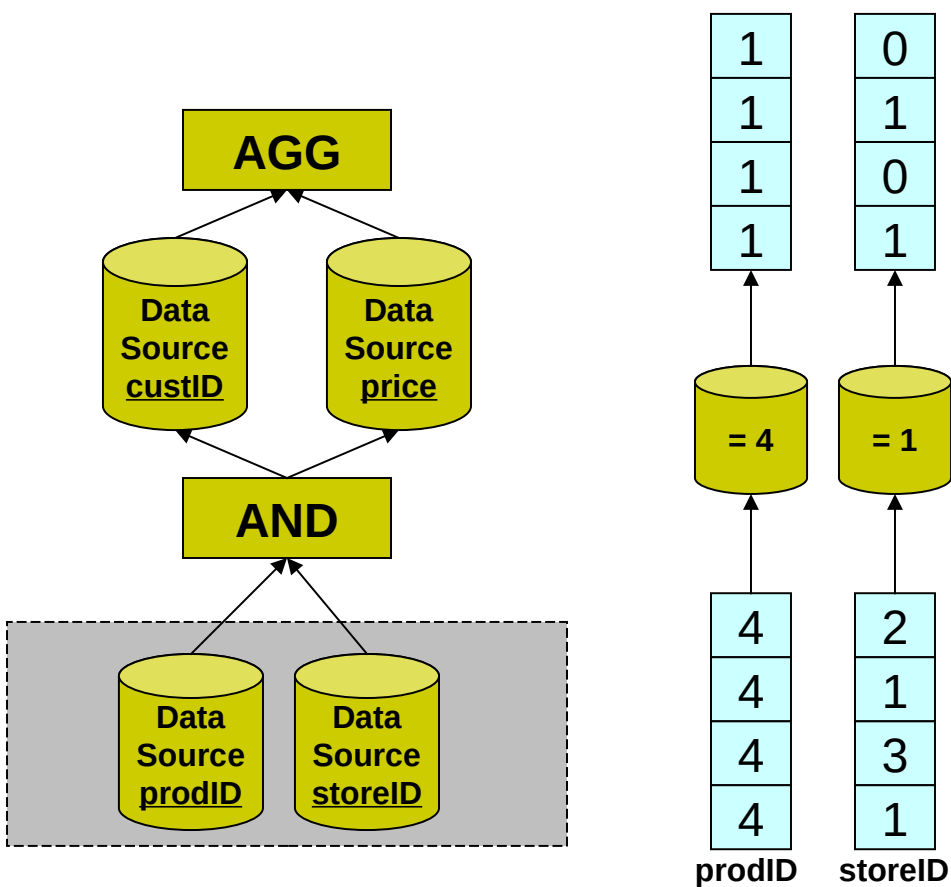 AGG
Data
Source
custID
Data
Source
price
AND
Data
Source
prodID
Data
Source
storeID
1 0
1 1
1 0
1 1
= 4 = 1
4 2
4 1
4 3
4 1
prodID storeID